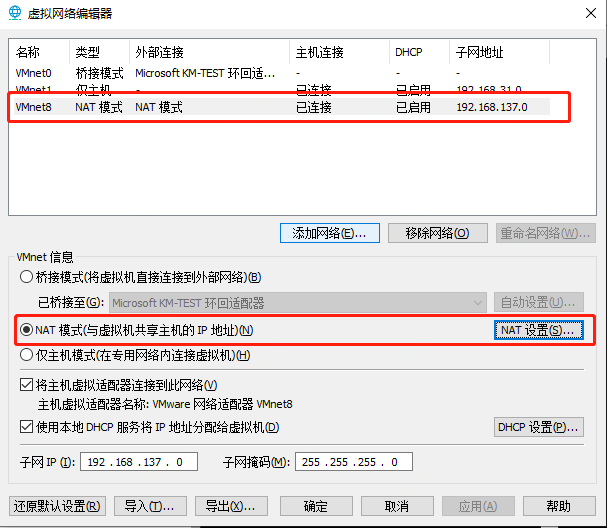 虚拟网络编辑器
名称 类型 外部连接 主机连接 DHCP 子网地址
VMnet0 桥接模式 Microsoft KM-TEST 环回适... - - -
VMnet1 仅主机... - 已连接 已启用 192.168.31.0
VMnet8 NAT 模式 NAT 模式 已连接 已启用 192.168.137.0
添加网络(E)... 移除网络(O) 重命名网络(W)...
VMnet 信息
桥接模式(将虚拟机直接连接到外部网络)(B)
已桥接至(G): Microsoft KM-TEST 环回适配器 自动设置(U)...
NAT 模式(与虚拟机共享主机的 IP 地址)(N) NAT 设置(S)...
仅主机模式(在专用网络内连接虚拟机)(H)
将主机虚拟适配器连接到此网络(V)
主机虚拟适配器名称: VMware 网络适配器 VMnet8
使用本地 DHCP 服务将 IP 地址分配给虚拟机(D) DHCP 设置(P)...
子网 IP (I): 192 . 168 . 137 . 0 子网掩码(M): 255 . 255 . 255 . 0
还原默认设置(R) 导入(T)... 导出(X)... 确定 取消 应用(A) 帮助